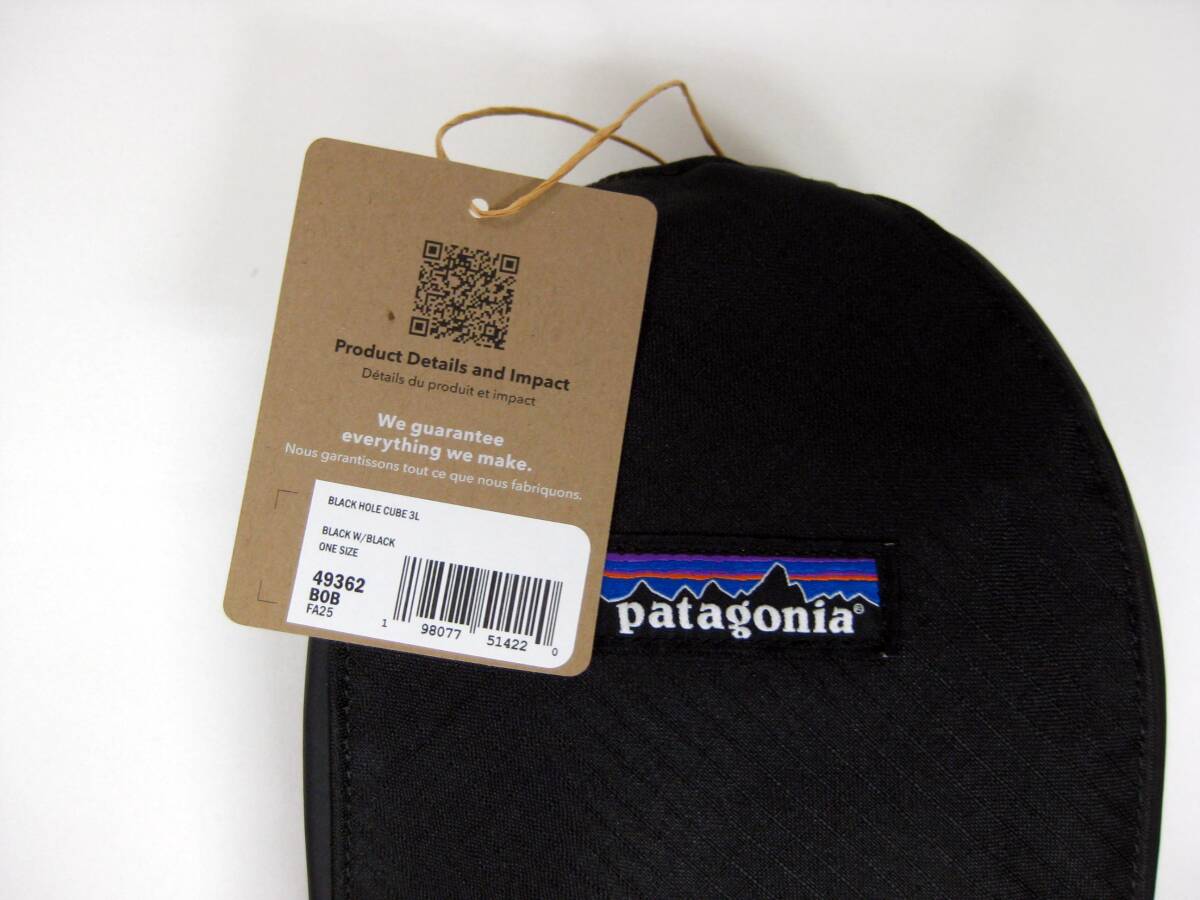 Product Details and Impact
Détails du produit et impact
We guarantee
everything we make.
Nous garantissons tout ce que nous fabriquons.
BLACK HOLE CUBE 3L
BLACK W/BLACK
ONE SIZE
49362
BOB
FA25
1 98077 51422 0
patagonia®